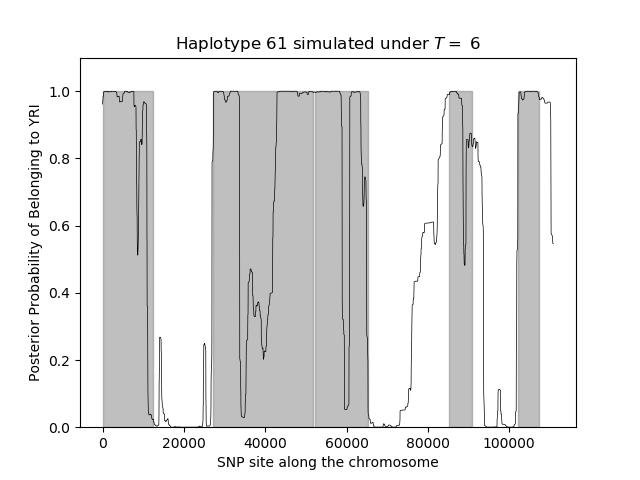 Haplotype 61 simulated under T = 6
Posterior Probability of Belonging to YRI
1.0
0.8
0.6
0.4
0.2
0.0
0 20000 40000 60000 80000 100000
SNP site along the chromosome